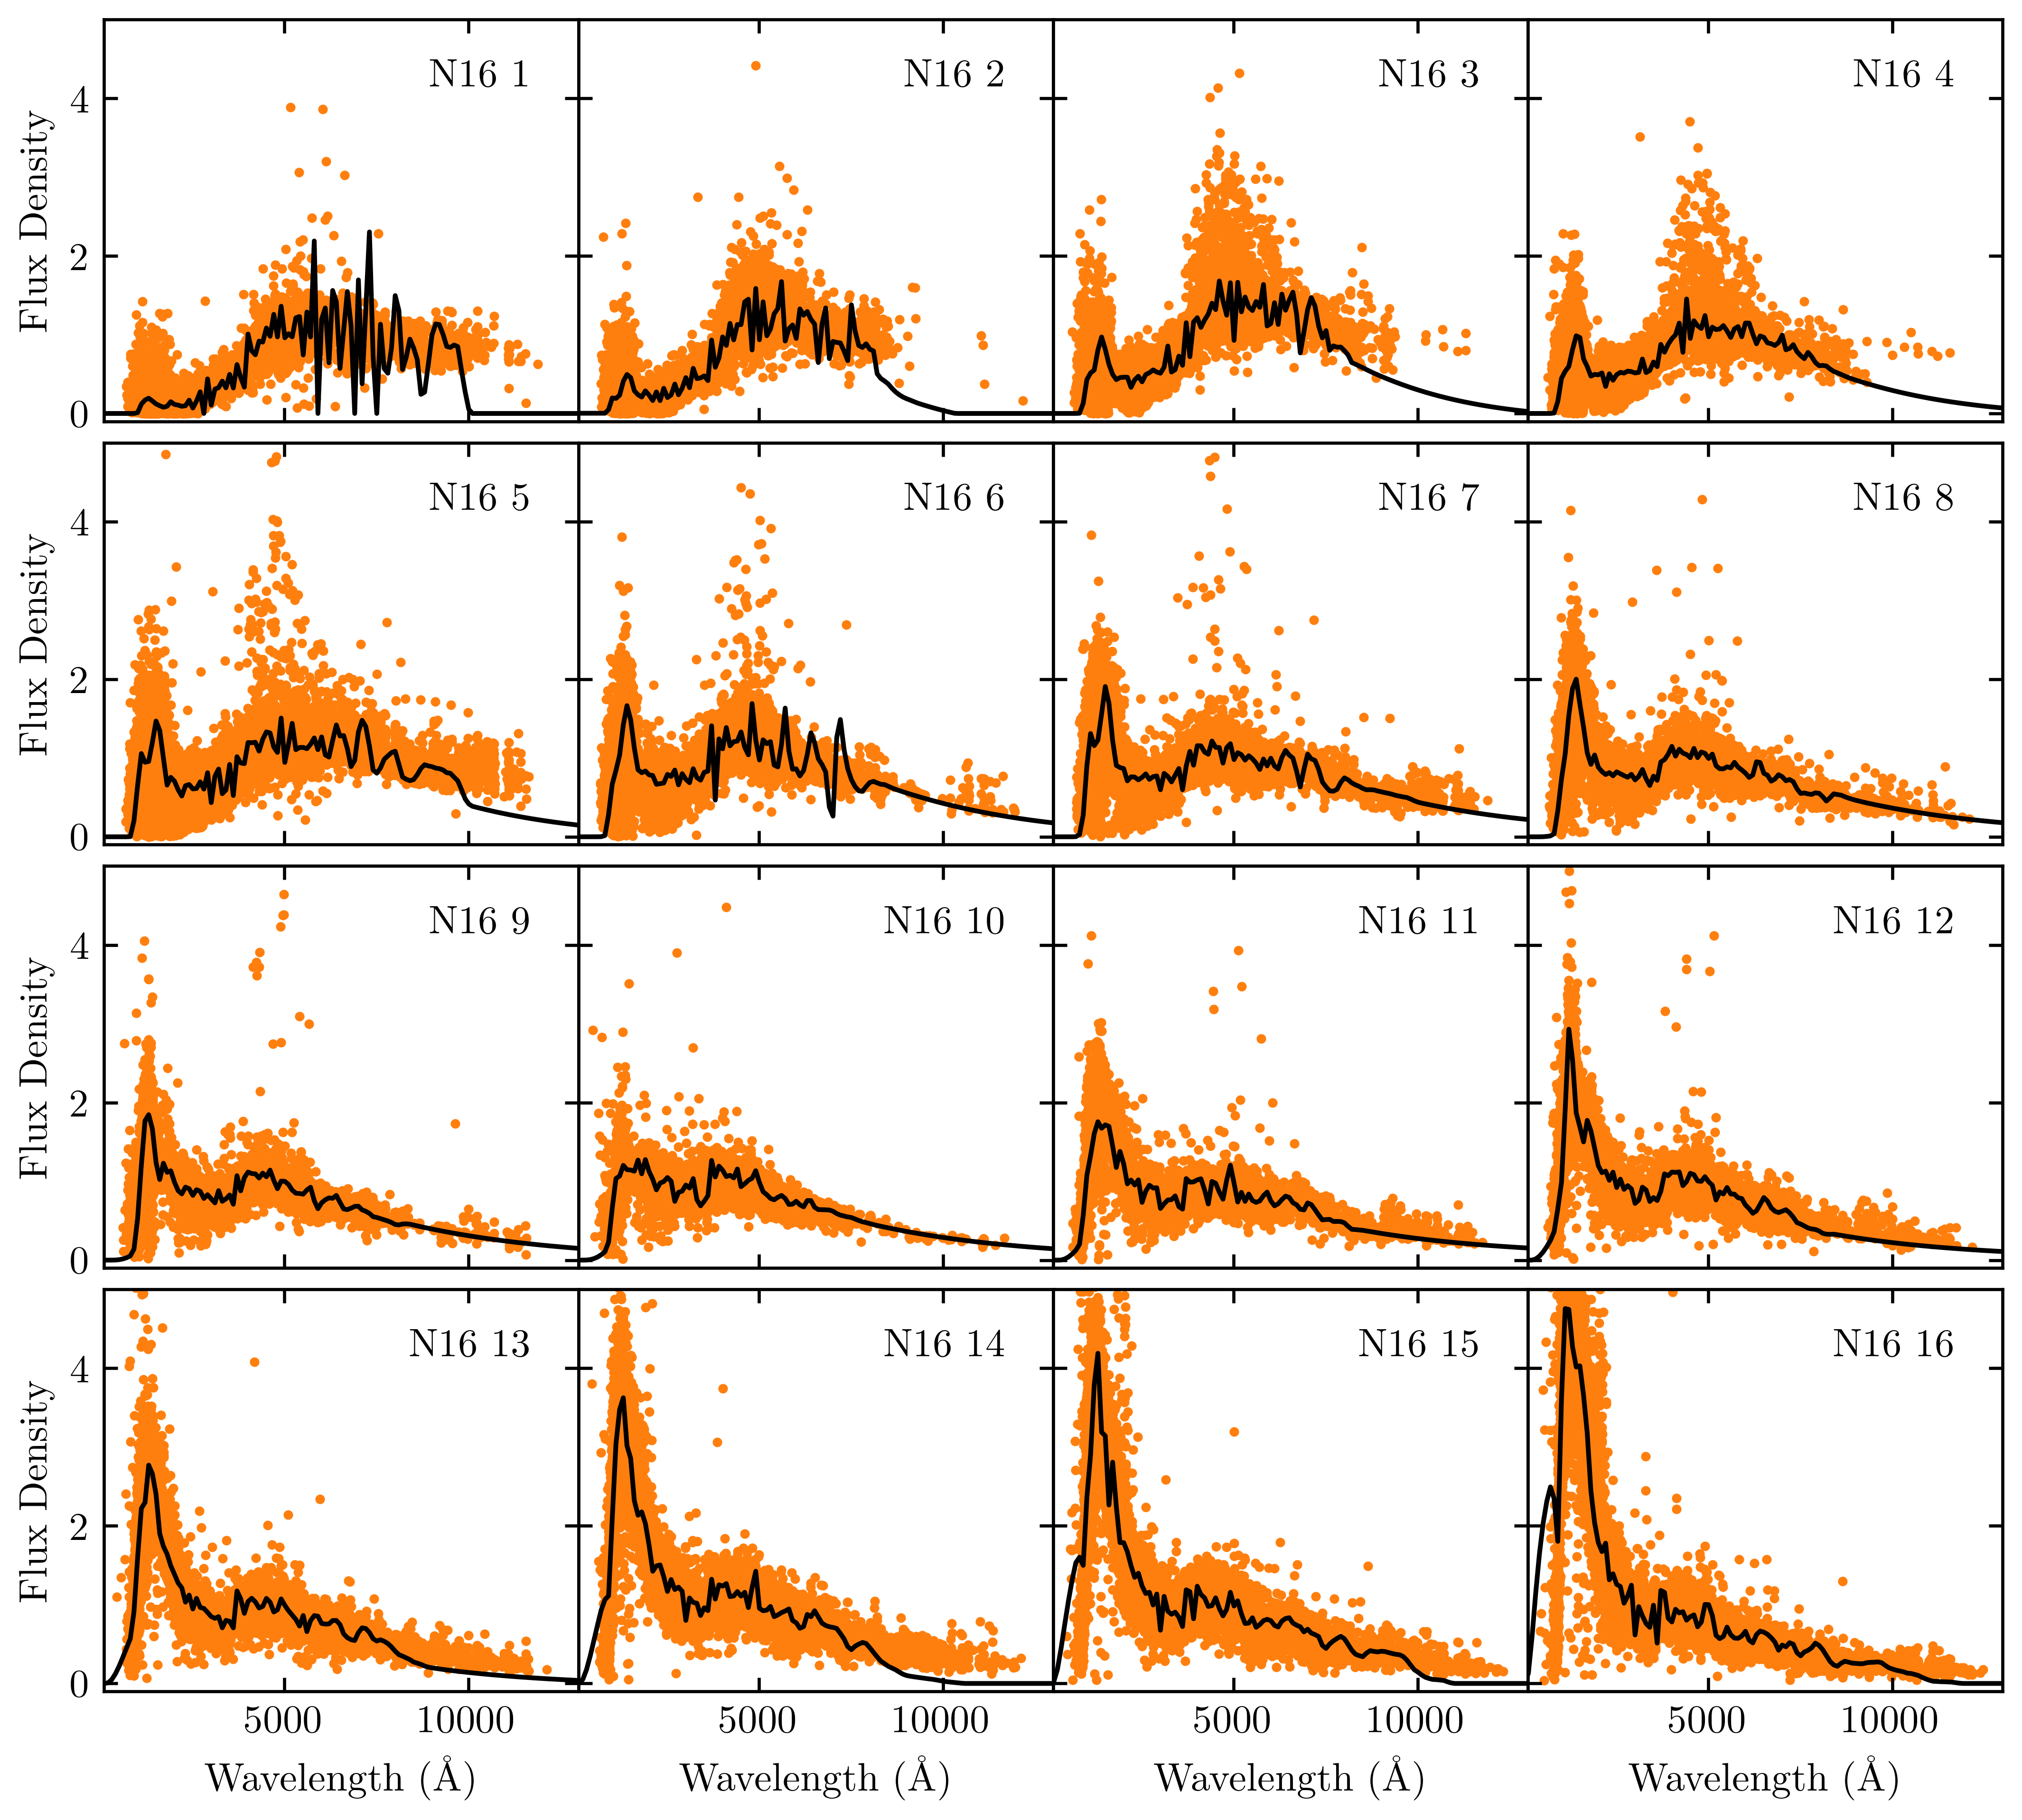 N16 1
N16 2
N16 3
N16 4
Flux Density
4
2
0
N16 5
N16 6
N16 7
N16 8
Flux Density
4
2
0
N16 9
N16 10
N16 11
N16 12
Flux Density
4
2
0
N16 13
N16 14
N16 15
N16 16
Flux Density
4
2
0
5000 10000 5000 10000 5000 10000 5000 10000
Wavelength (Å) Wavelength (Å) Wavelength (Å) Wavelength (Å)